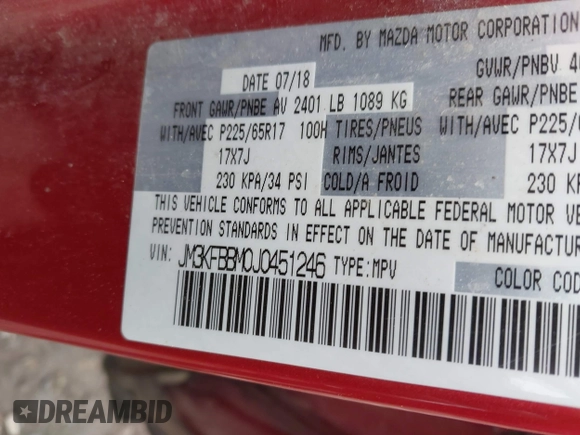 MFD. BY MAZDA MOTOR CORPORATION
DATE 07/18
GVWR/PNBV
FRONT GAWR/PNBE AV 2401 LB 1089 KG
REAR GAWR/PNBE
WITH/AVEC P225/65R17 100H TIRES/PNEUS WITH/AVEC P225/
17X7J RIMS/JANTES 17X7J
230 KPA/34 PSI COLD/A FROID 230
THIS VEHICLE CONFORMS TO ALL APPLICABLE FEDERAL MOTOR
PREVENTION STANDARDS IN EFFECT ON THE DATE OF
VIN: JM3KFBBM0J0451246 TYPE:MPV
COLOR
DREAMBID